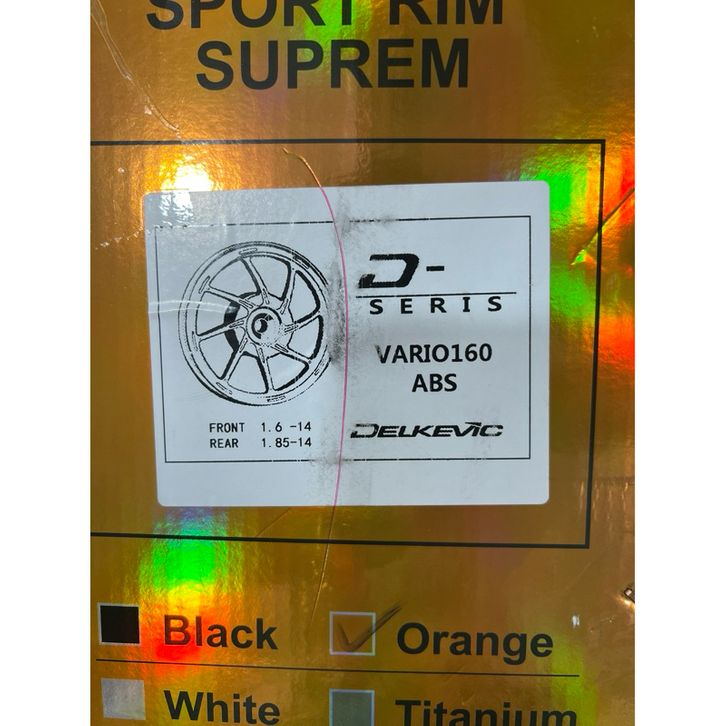 SPORT RIM
SUPREM
D-
SERIS
VARIO160
ABS
FRONT 1.6 -14
REAR 1.85-14
DELKEVIC
Black
Orange
White
Titanium